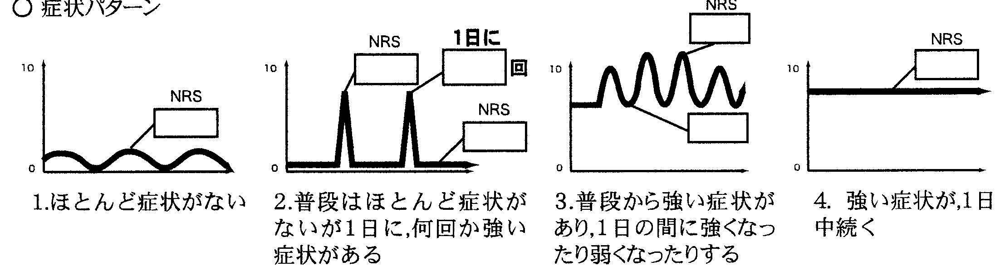 ○ 症状パターン
10
NRS
0
1.ほとんど症状がない
10
NRS
1日に
回
NRS
0
2.普段はほとんど症状が
ないが1日に,何回か強い
症状がある
NRS
10
0
3.普段から強い症状が
あり,1日の間に強くなっ
たり弱くなったりする
NRS
10
0
4. 強い症状が,1日
中続く